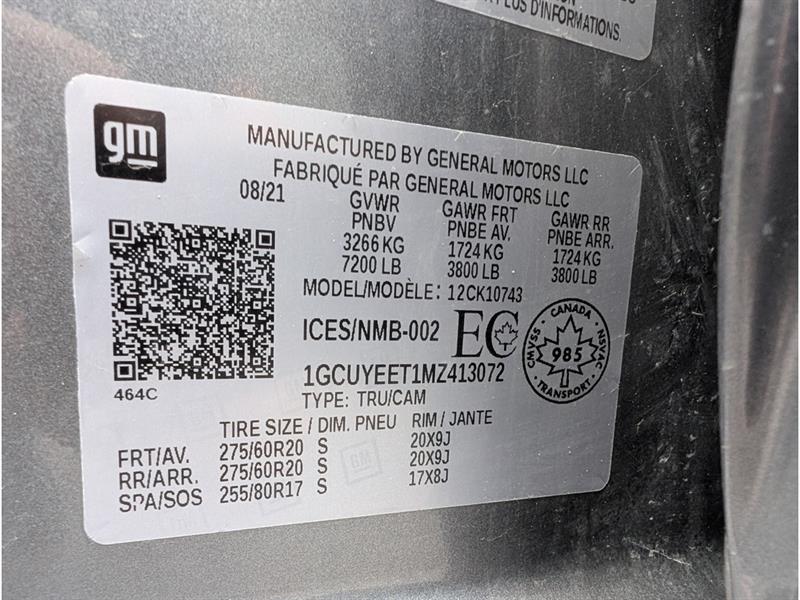 PLUS D'INFORMATIONS.
gm
MANUFACTURED BY GENERAL MOTORS LLC
FABRIQUÉ PAR GENERAL MOTORS LLC
08/21
GVWR GAWR FRT GAWR RR
PNBV PNBE AV. PNBE ARR.
3266 KG 1724 KG 1724 KG
7200 LB 3800 LB 3800 LB
MODEL/MODÈLE: 12CK10743
ICES/NMB-002 EC
CANADA
CMVSS 985 NSVAC
TRANSPORT
1GCUYEET1MZ413072
464C
TYPE: TRU/CAM
TIRE SIZE / DIM. PNEU RIM / JANTE
FRT/AV. 275/60R20 S 20X9J
RR/ARR. 275/60R20 S 20X9J
SPA/SOS 255/80R17 S 17X8J
GM